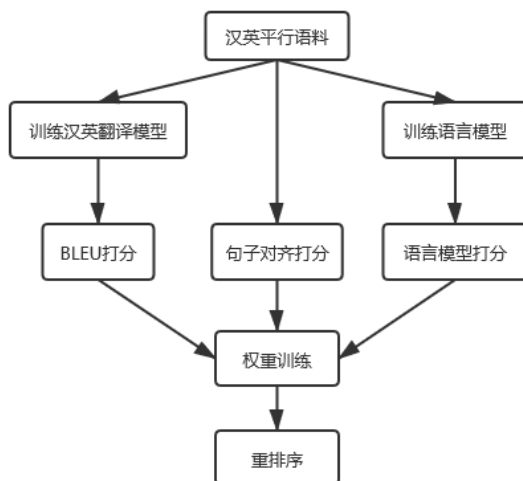 汉英平行语料
训练汉英翻译模型
训练语言模型
BLEU打分
句子对齐打分
语言模型打分
权重训练
重排序